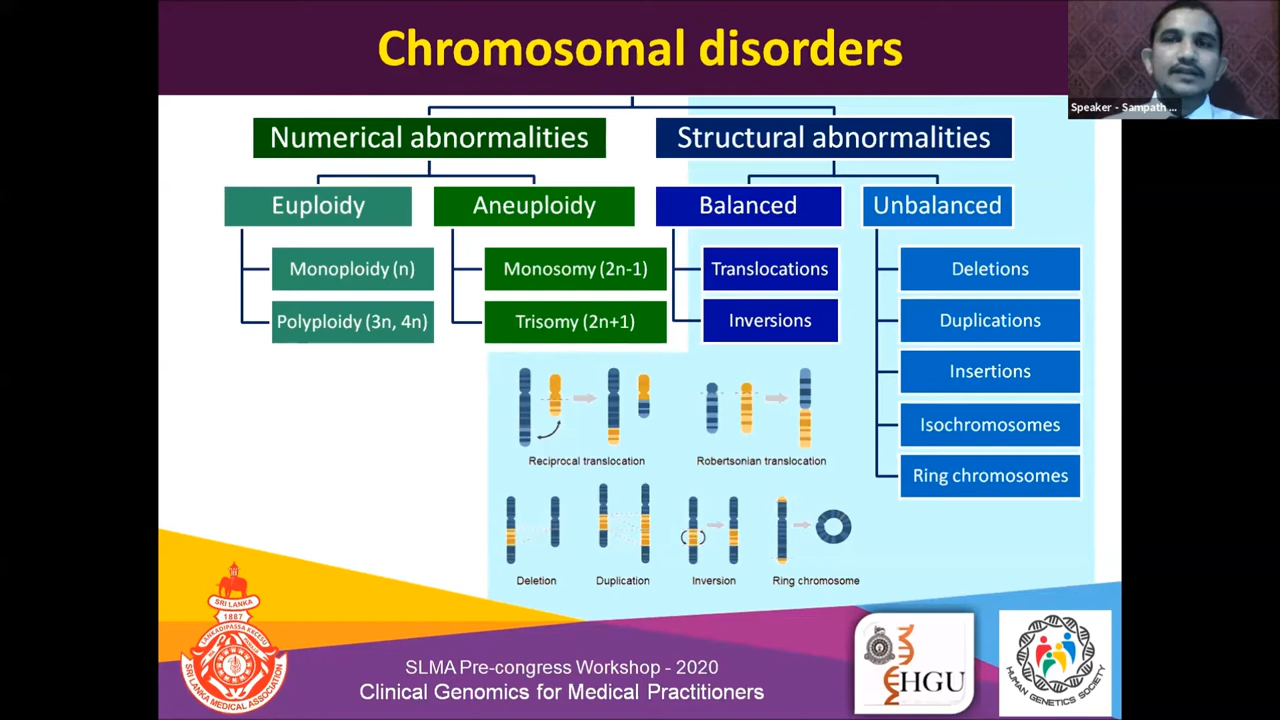 Chromosomal disorders
Speaker - Sampath ...
Numerical abnormalities
Structural abnormalities
Euploidy
Aneuploidy
Balanced
Unbalanced
Monoploidy (n)
Monosomy (2n-1)
Translocations
Deletions
Polyploidy (3n, 4n)
Trisomy (2n+1)
Inversions
Duplications
Insertions
Isochromosomes
Ring chromosomes
Reciprocal translocation
Robertsonian translocation
Deletion
Duplication
Inversion
Ring chromosome
SRI LANKA
1887
SRI LANKA MEDICAL ASSOCIATION
SLMA Pre-congress Workshop - 2020
Clinical Genomics for Medical Practitioners
HGU
HUMAN GENETICS SOCIETY